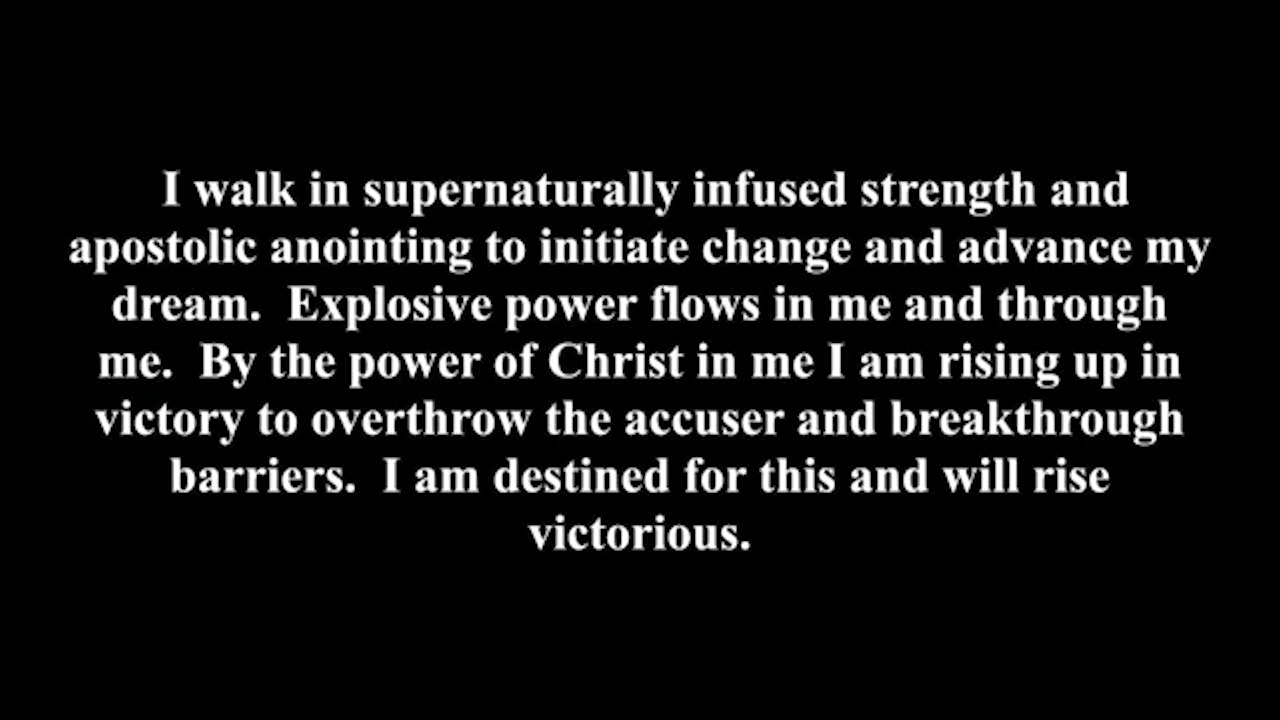 I walk in supernaturally infused strength and
apostolic anointing to initiate change and advance my
dream.  Explosive power flows in me and through
me.  By the power of Christ in me I am rising up in
victory to overthrow the accuser and breakthrough
barriers.  I am destined for this and will rise
victorious.